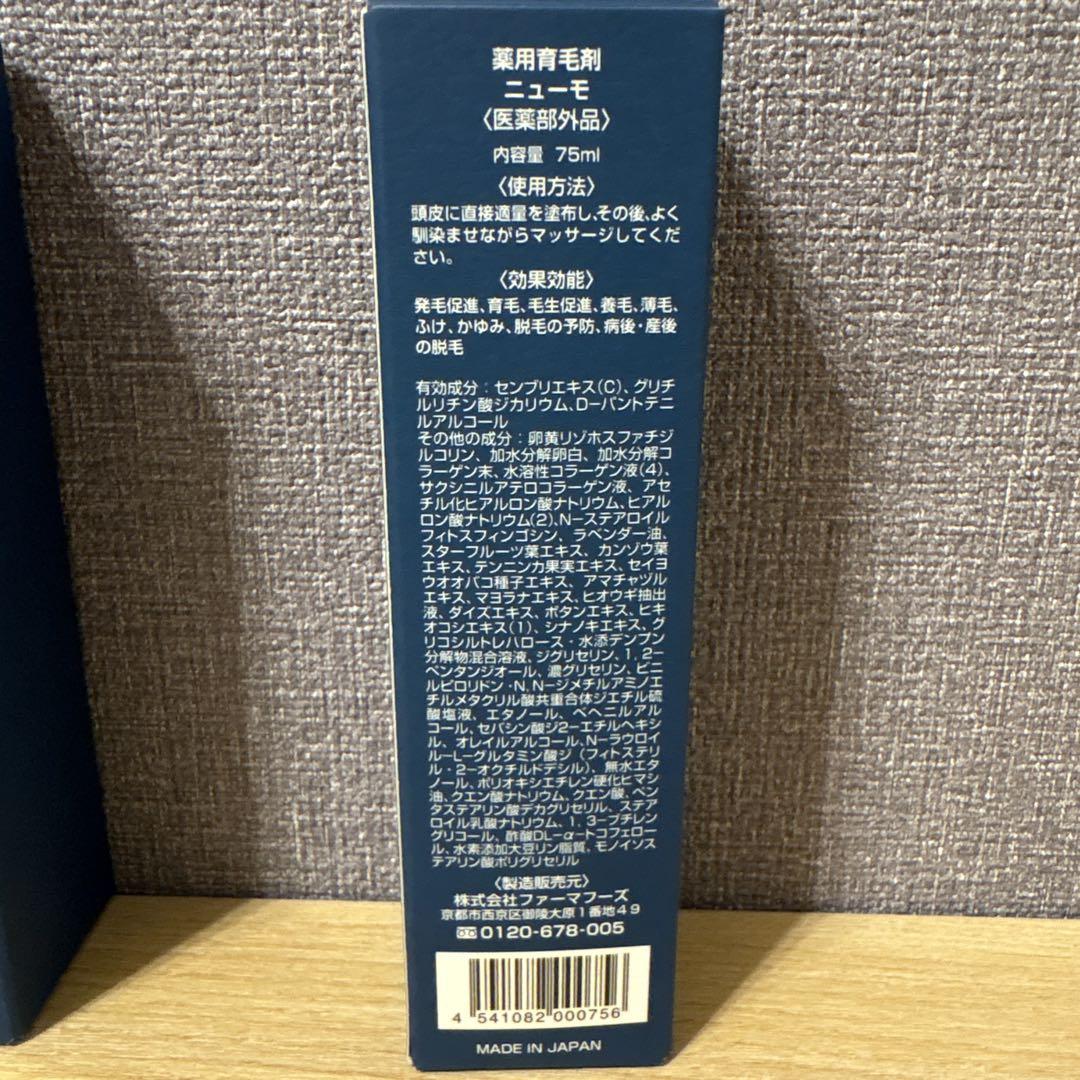 薬用育毛剤
ニューモ
〈医薬部外品〉
内容量 75ml
〈使用方法〉
頭皮に直接適量を塗布し、その後、よく
馴染ませながらマッサージしてくだ
さい。
〈効果効能〉
発毛促進、育毛、毛生促進、養毛、薄毛、
ふけ、かゆみ、脱毛の予防、病後・産後
の脱毛
有効成分：センブリエキス(C)、グリチ
ルリチン酸ジカリウム、D－パントテニ
ルアルコール
その他の成分：卵黄リゾホスファチジ
ルコリン、加水分解卵白、加水分解コ
ラーゲン末、水溶性コラーゲン液(4)、
サクシニルアテロコラーゲン液、アセ
チル化ヒアルロン酸ナトリウム、ヒアル
ロン酸ナトリウム(2)、N－ステアロイル
フィトスフィンゴシン、ラベンダー油、
スターフルーツ葉エキス、カンゾウ葉
エキス、テンニンカ果実エキス、セイヨ
ウオオバコ種子エキス、アマチャヅル
エキス、マヨラナエキス、ヒオウギ抽出
液、ダイズエキス、ボタンエキス、ヒキ
オコシエキス(1)、シナノキエキス、グ
リコシルトレハロース・水添デンプン
分解物混合溶液、ジグリセリン、1, 2－
ペンタンジオール、濃グリセリン、ビニ
ルピロリドン・N, N－ジメチルアミノエ
チルメタクリル酸共重合体ジエチル硫
酸塩液、エタノール、ベヘニルアル
コール、セバシン酸ジ2－エチルヘキシ
ル、オレイルアルコール、N－ラウロイ
ル－L－グルタミン酸ジ（フィトステリ
ル・2－オクチルドデシル）、無水エタ
ノール、ポリオキシエチレン硬化ヒマシ
油、クエン酸ナトリウム、クエン酸、ペン
タステアリン酸デカグリセリル、ステア
ロイル乳酸ナトリウム、1, 3－ブチレン
グリコール、酢酸DL－α－トコフェロー
ル、水素添加大豆リン脂質、モノイソス
テアリン酸ポリグリセリル
〈製造販売元〉
株式会社ファーマフーズ
京都市西京区御陵大原1番地49
0120-678-005
4 541082 000756
MADE IN JAPAN